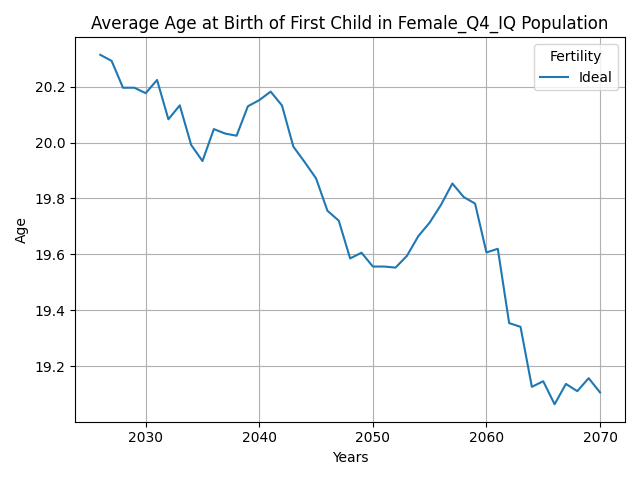 Average Age at Birth of First Child in Female_Q4_IQ Population
Fertility
Ideal
20.2
20.0
19.8
19.6
19.4
19.2
Age
2030 2040 2050 2060 2070
Years